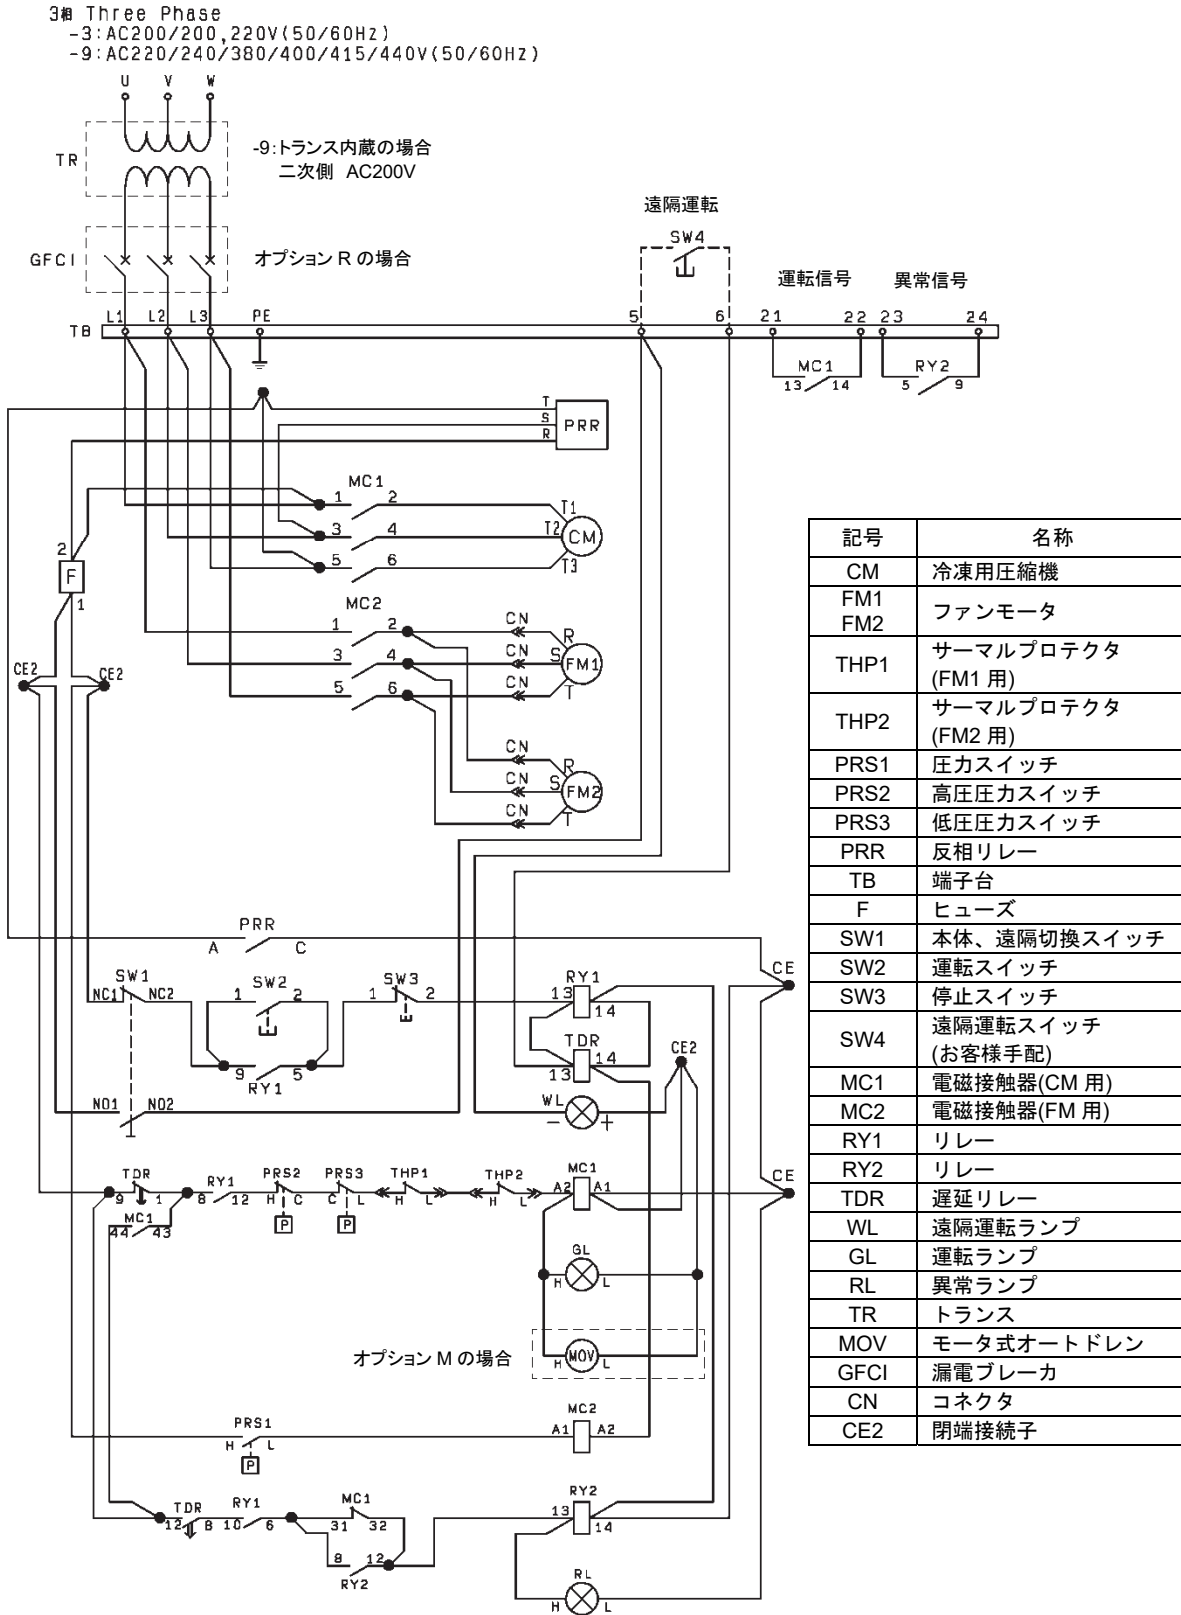 3相 Three Phase
-3:AC200/200,220V(50/60Hz)
-9:AC220/240/380/400/415/440V(50/60Hz)
U V W
TR
-9:トランス内蔵の場合
二次側 AC200V
GFCI
オプション R の場合
遠隔運転
SW4
運転信号 異常信号
TB L1 L2 L3 PE 5 6 21 22 23 24
MC1
13 14
RY2
5 9
T
S
R
PRR
MC1
1 2
3 4
5 6
T1
T2
T3
CM
2
F
1
MC2
1 2
3 4
5 6
CN
CN
CN
R
S
T
FM1
CE2 CE2
CN
CN
CN
R
S
T
FM2
PRR
A C
CE
SW1
NC1 NC2
SW2
1 2
SW3
1 2
RY1
13
14
9 5
RY1
TDR
14
13
CE2
NO1 NO2
WL
- +
TDR
9 1
RY1
8 12
PRS2
H C
P
PRS3
C L
P
THP1
H L
THP2
H L
MC1
A2 A1
CE
MC1
44 43
GL
H L
オプション M の場合
MOV
H L
PRS1
H L
P
MC2
A1 A2
TDR
12 8
RY1
10 6
MC1
31 32
8 12
RY2
RY2
13
14
RL
H L
記号 名称
CM 冷凍用圧縮機
FM1
FM2
ファンモータ
THP1 サーマルプロテクタ
(FM1 用)
THP2 サーマルプロテクタ
(FM2 用)
PRS1 圧力スイッチ
PRS2 高圧圧力スイッチ
PRS3 低圧圧力スイッチ
PRR 反相リレー
TB 端子台
F ヒューズ
SW1 本体、遠隔切換スイッチ
SW2 運転スイッチ
SW3 停止スイッチ
SW4 遠隔運転スイッチ
(お客様手配)
MC1 電磁接触器(CM 用)
MC2 電磁接触器(FM 用)
RY1 リレー
RY2 リレー
TDR 遅延リレー
WL 遠隔運転ランプ
GL 運転ランプ
RL 異常ランプ
TR トランス
MOV モータ式オートドレン
GFCI 漏電ブレーカ
CN コネクタ
CE2 閉端接続子